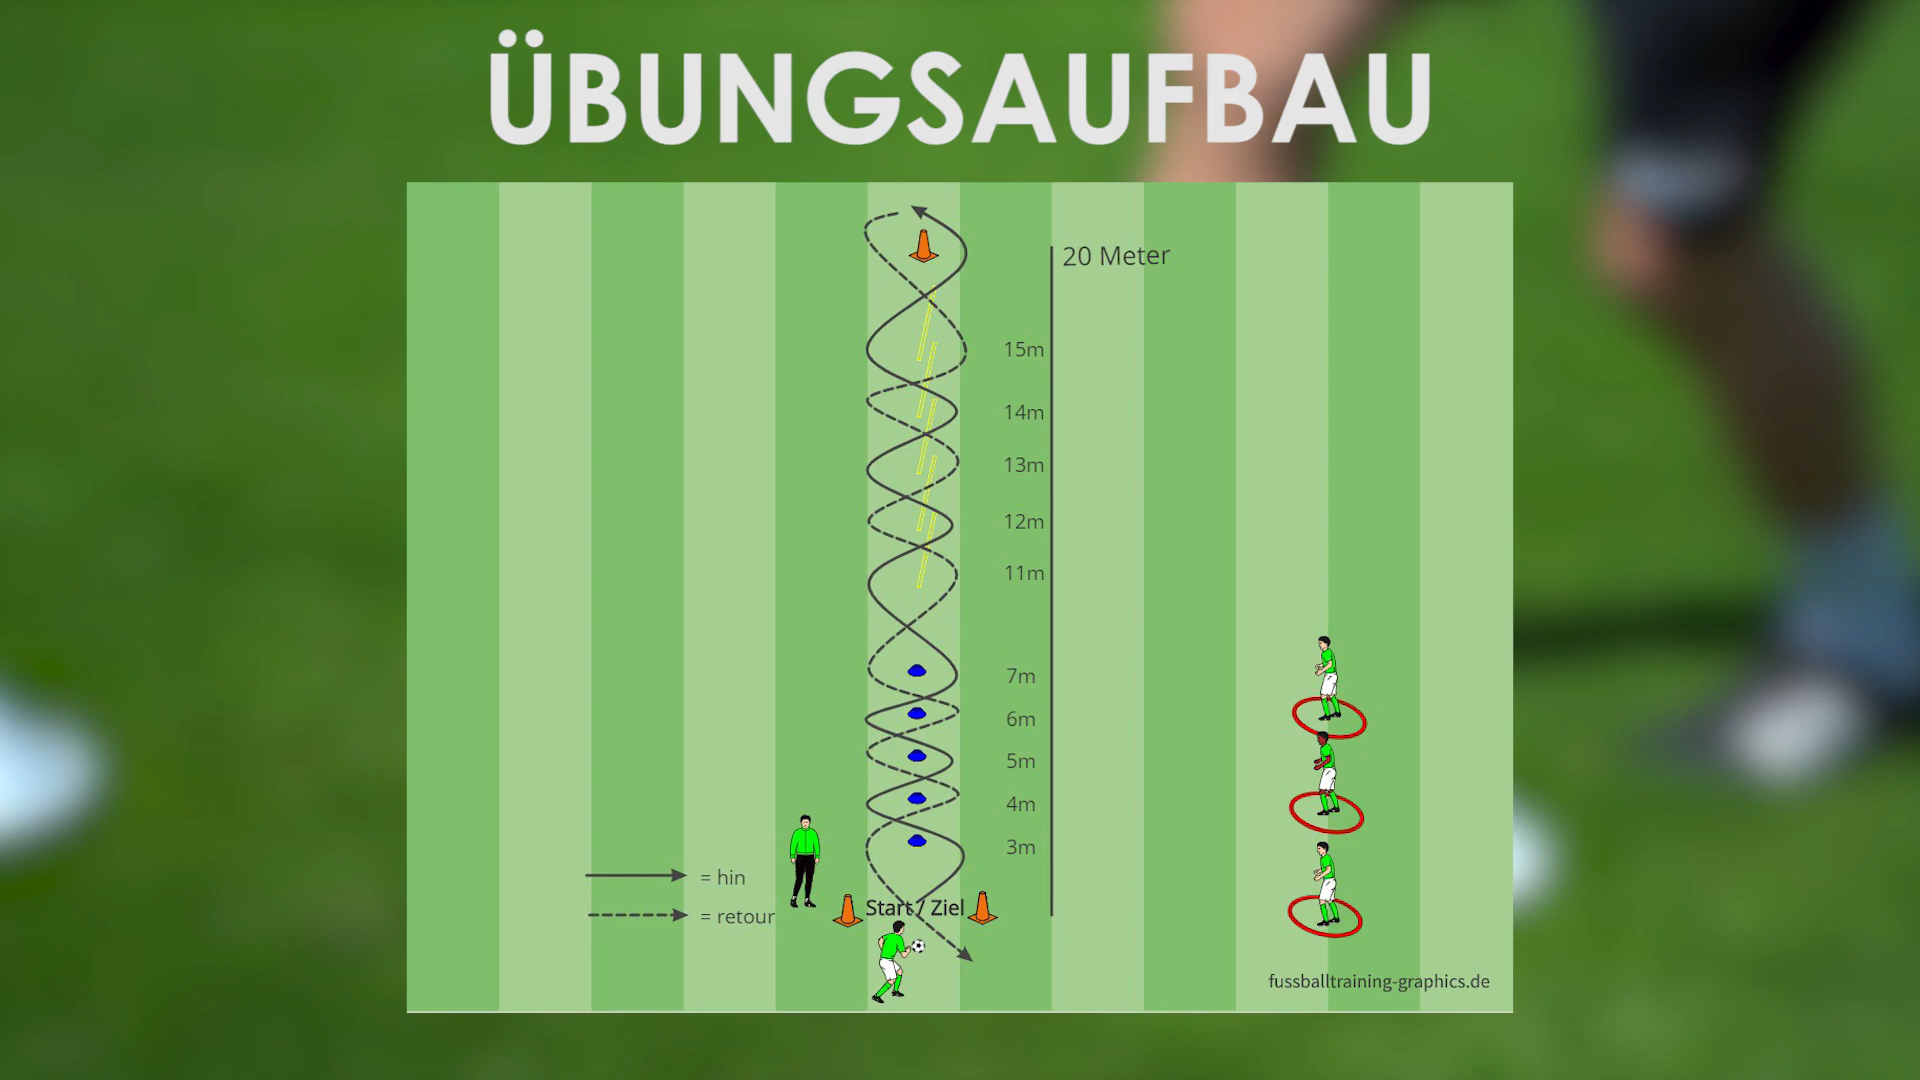 ÜBUNGSAUFBAU
20 Meter
15m
14m
13m
12m
11m
7m
6m
5m
4m
3m
= hin
= retour
Start / Ziel
fussballtraining-graphics.de